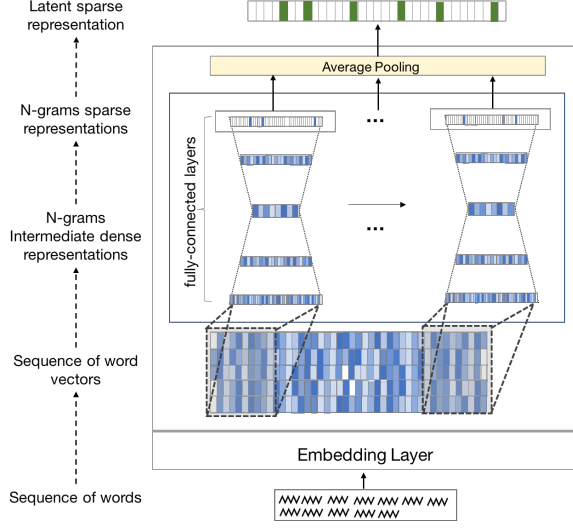 Latent sparse
representation
Average Pooling
N-grams sparse
representations
...
fully-connected layers
N-grams
Intermediate dense
representations
...
Sequence of word
vectors
Embedding Layer
Sequence of words